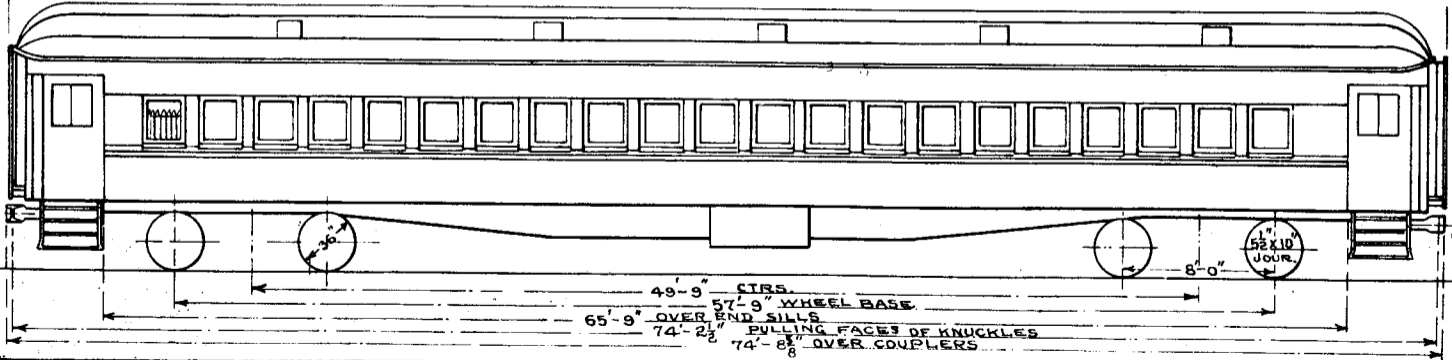 36"
5½"x10"
JOUR.
8'-0"
49'-9" CTRS.
57'-9" WHEEL BASE
65'-9" OVER END SILLS
74'-2½" PULLING FACES OF KNUCKLES
74'-8⅜" OVER COUPLERS